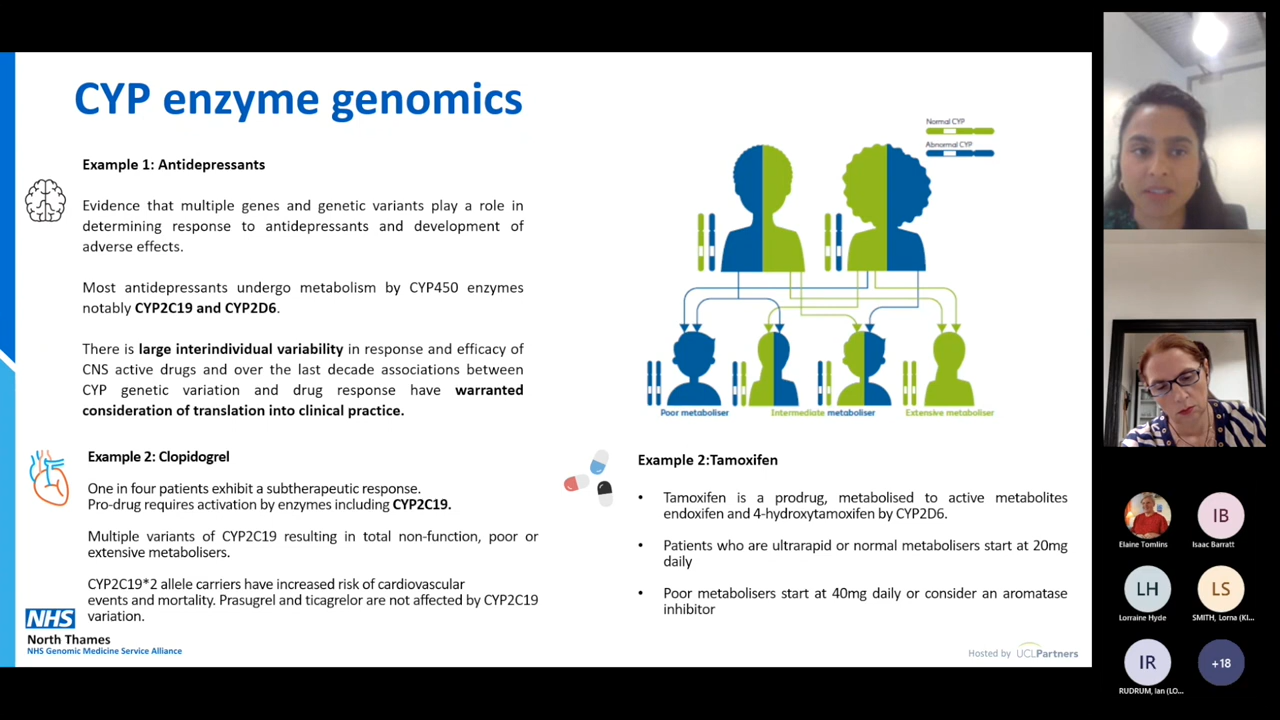 CYP enzyme genomics
Example 1: Antidepressants
Evidence that multiple genes and genetic variants play a role in
determining response to antidepressants and development of
adverse effects.
Most antidepressants undergo metabolism by CYP450 enzymes
notably CYP2C19 and CYP2D6.
There is large interindividual variability in response and efficacy of
CNS active drugs and over the last decade associations between
CYP genetic variation and drug response have warranted
consideration of translation into clinical practice.
Normal CYP
Abnormal CYP
Poor metaboliser
Intermediate metaboliser
Extensive metaboliser
Example 2: Clopidogrel
One in four patients exhibit a subtherapeutic response.
Pro-drug requires activation by enzymes including CYP2C19.
Multiple variants of CYP2C19 resulting in total non-function, poor or
extensive metabolisers.
CYP2C19*2 allele carriers have increased risk of cardiovascular
events and mortality. Prasugrel and ticagrelor are not affected by CYP2C19
variation.
Example 2:Tamoxifen
• Tamoxifen is a prodrug, metabolised to active metabolites
endoxifen and 4-hydroxytamoxifen by CYP2D6.
• Patients who are ultrarapid or normal metabolisers start at 20mg
daily
• Poor metabolisers start at 40mg daily or consider an aromatase
inhibitor
NHS
North Thames
NHS Genomic Medicine Service Alliance
Hosted by UCLPartners
Elaine Tomlins
IB
Isaac Barratt
LH
Lorraine Hyde
LS
SMITH, Lorna (KI...
IR
RUDRUM, Ian (LO...
+18